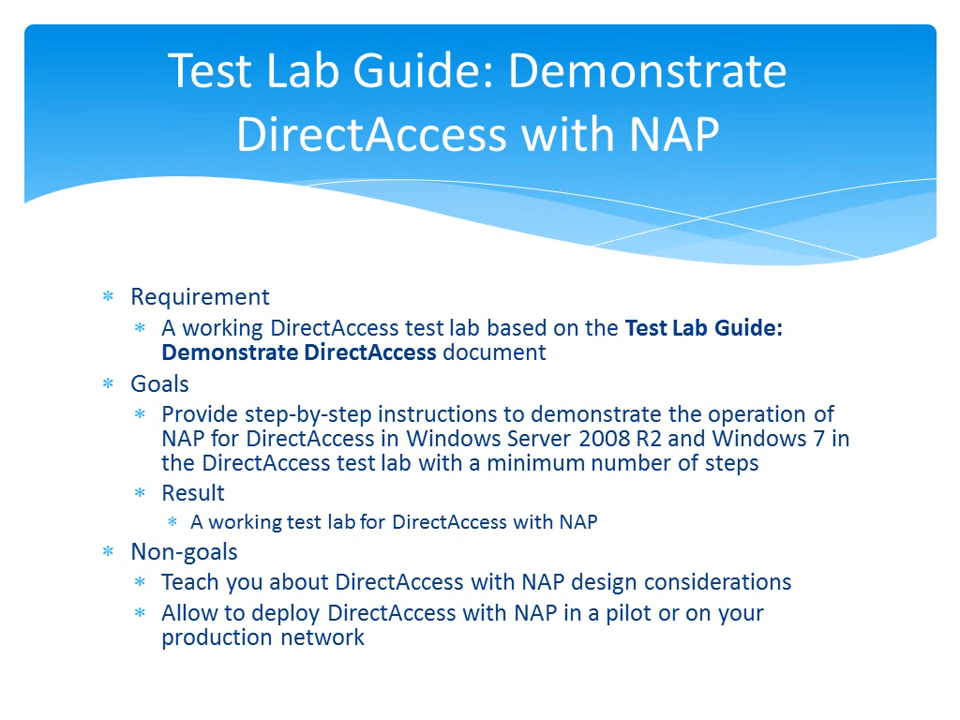 Test Lab Guide: Demonstrate
DirectAccess with NAP
* Requirement
* A working DirectAccess test lab based on the Test Lab Guide:
Demonstrate DirectAccess document
* Goals
* Provide step-by-step instructions to demonstrate the operation of
NAP for DirectAccess in Windows Server 2008 R2 and Windows 7 in
the DirectAccess test lab with a minimum number of steps
* Result
* A working test lab for DirectAccess with NAP
* Non-goals
* Teach you about DirectAccess with NAP design considerations
* Allow to deploy DirectAccess with NAP in a pilot or on your
production network